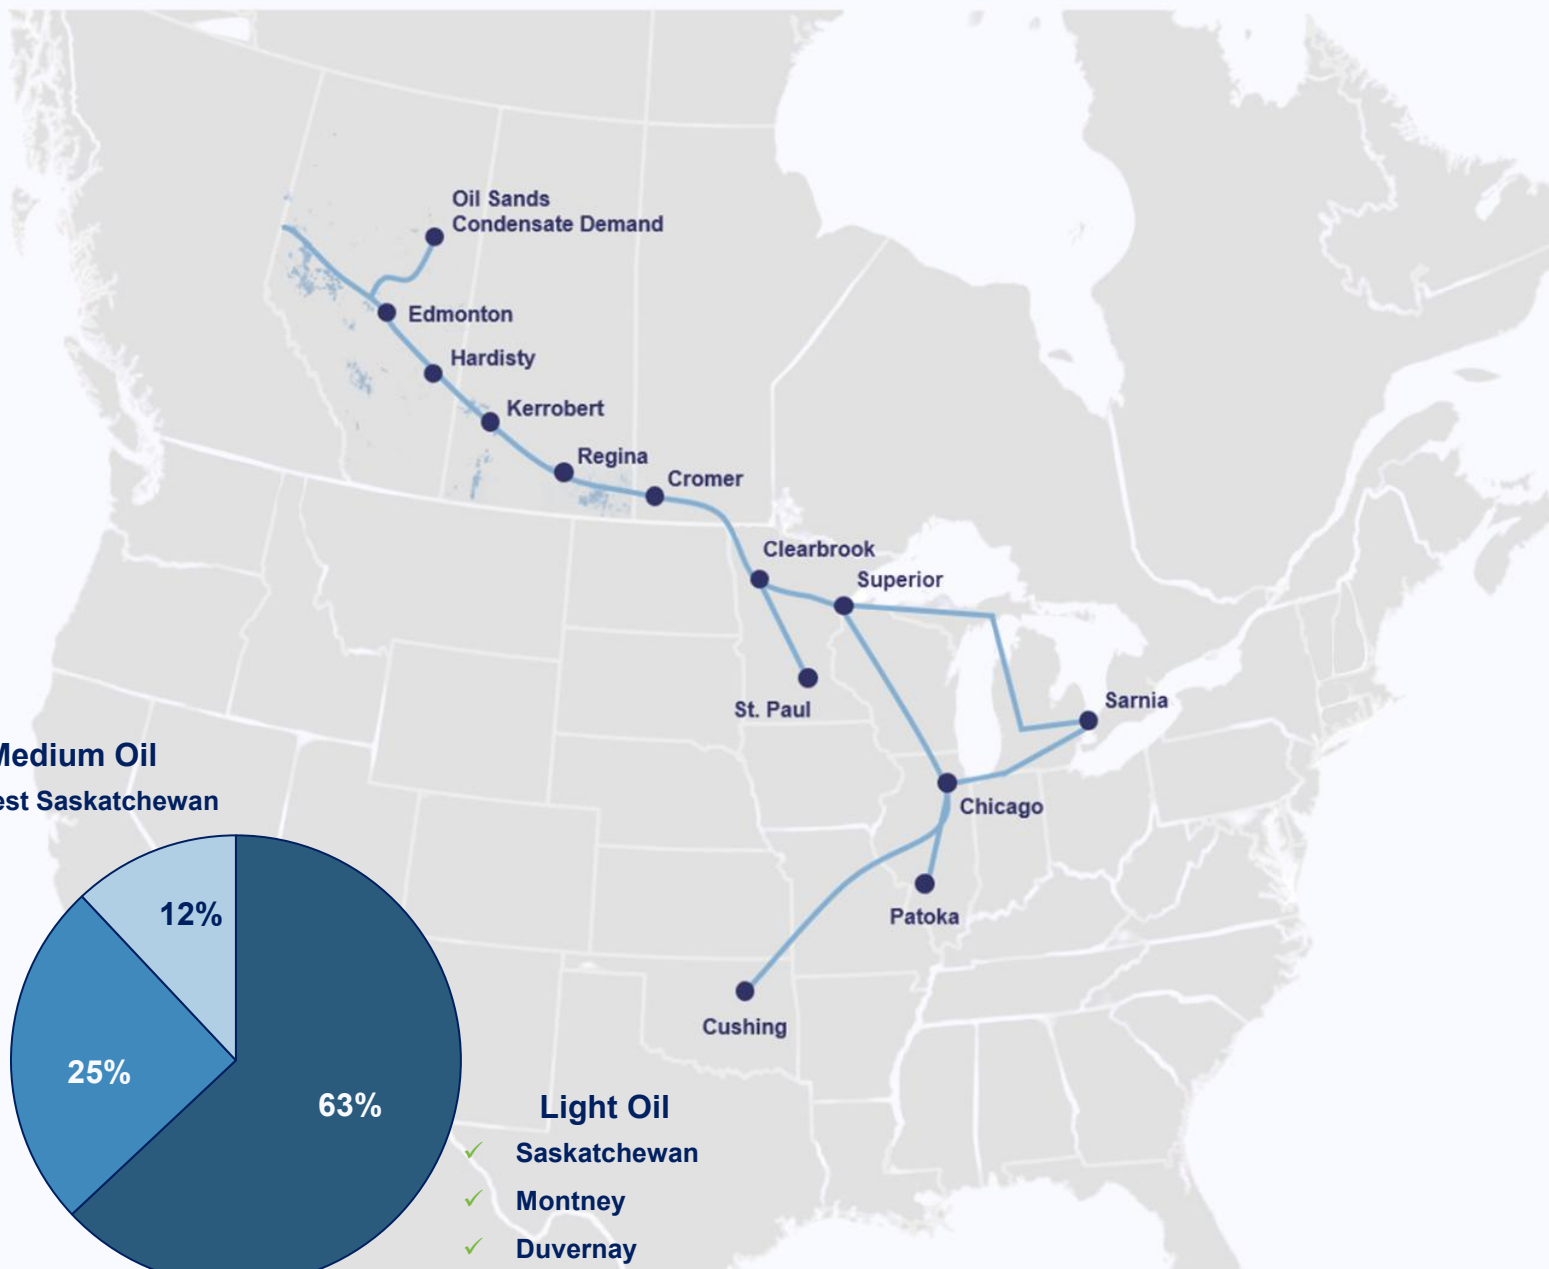 Oil Sands
Condensate Demand
Edmonton
Hardisty
Kerrobert
Regina
Cromer
Clearbrook
Superior
St. Paul
Sarnia
Chicago
Patoka
Cushing
Medium Oil
est Saskatchewan
12%
25%
63%
Light Oil
✓ Saskatchewan
✓ Montney
✓ Duvernay